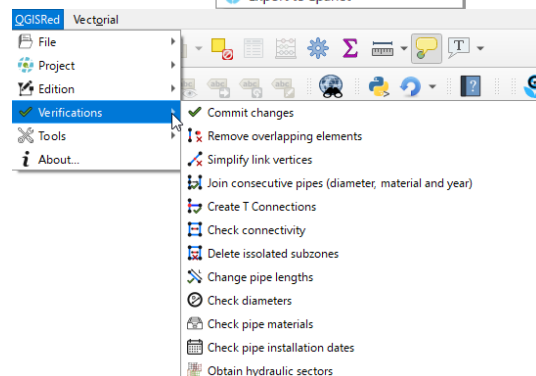 QGISRed Vectorial
File
Project
Edition
Verifications
Tools
About...
Commit changes
Remove overlapping elements
Simplify link vertices
Join consecutive pipes (diameter, material and year)
Create T Connections
Check connectivity
Delete issolated subzones
Change pipe lengths
Check diameters
Check pipe materials
Check pipe installation dates
Obtain hydraulic sectors